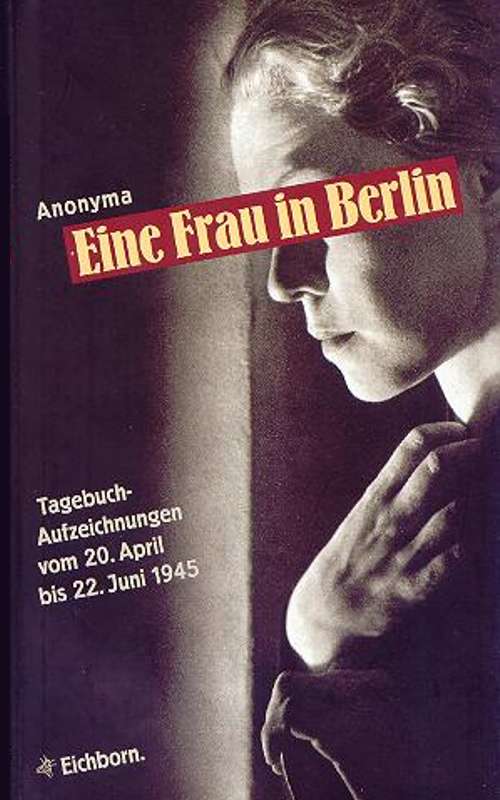 Anonyma
Eine Frau in Berlin
Tagebuch-
Aufzeichnungen
vom 20. April
bis 22. Juni 1945
Eichborn.